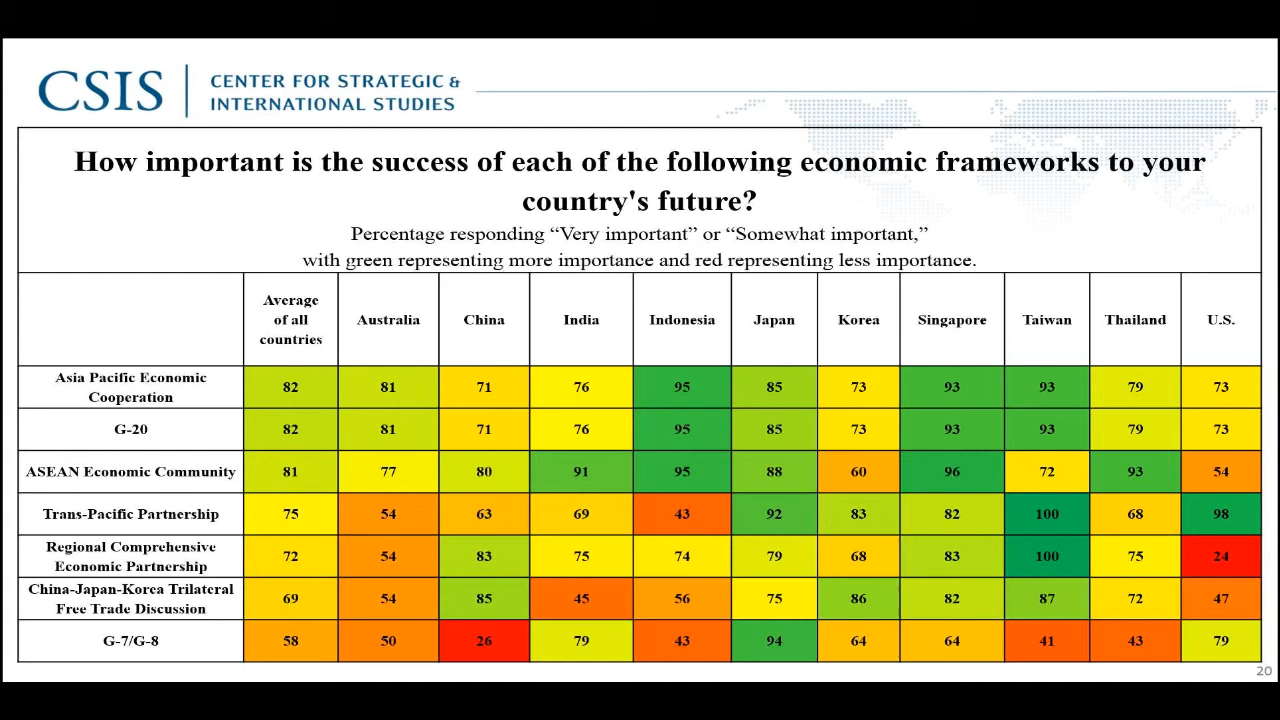 CSIS
CENTER FOR STRATEGIC &
INTERNATIONAL STUDIES
How important is the success of each of the following economic frameworks to your
country's future?
Percentage responding “Very important” or “Somewhat important,”
with green representing more importance and red representing less importance.
Average of all countries Australia China India Indonesia Japan Korea Singapore Taiwan Thailand U.S.
Asia Pacific Economic Cooperation 82 81 71 76 95 85 73 93 93 79 73
G-20 82 81 71 76 95 85 73 93 93 79 73
ASEAN Economic Community 81 77 80 91 95 88 60 96 72 93 54
Trans-Pacific Partnership 75 54 63 69 43 92 83 82 100 68 98
Regional Comprehensive Economic Partnership 72 54 83 75 74 79 68 83 100 75 24
China-Japan-Korea Trilateral Free Trade Discussion 69 54 85 45 56 75 86 82 87 72 47
G-7/G-8 58 50 26 79 43 94 64 64 41 43 79
20